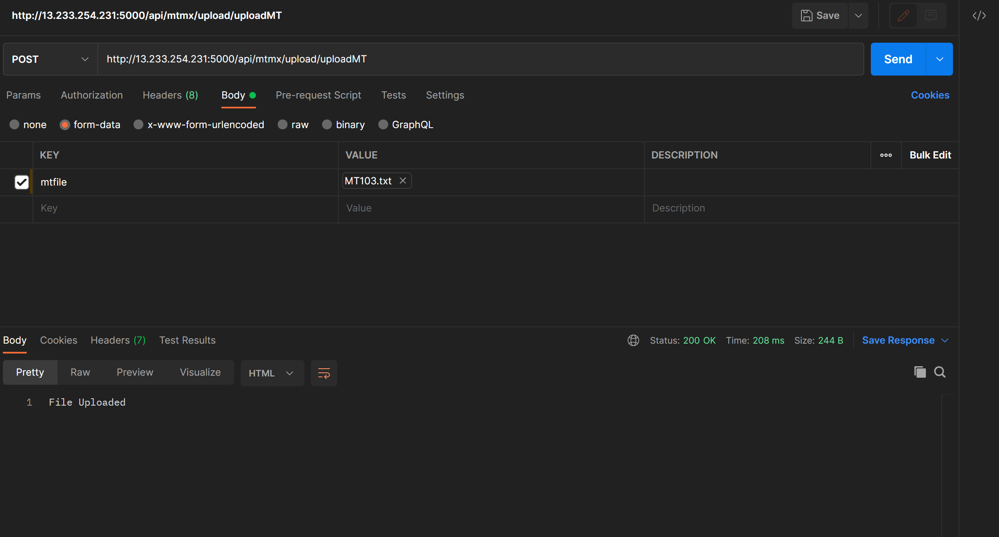 http://13.233.254.231:5000/api/mtmx/upload/uploadMT
Save
POST http://13.233.254.231:5000/api/mtmx/upload/uploadMT Send
Params Authorization Headers (8) Body Pre-request Script Tests Settings Cookies
none form-data x-www-form-urlencoded raw binary GraphQL
KEY VALUE DESCRIPTION ooo Bulk Edit
mtfile MT103.txt
Key Value Description
Body Cookies Headers (7) Test Results Status: 200 OK Time: 208 ms Size: 244 B Save Response
Pretty Raw Preview Visualize HTML
1 File Uploaded